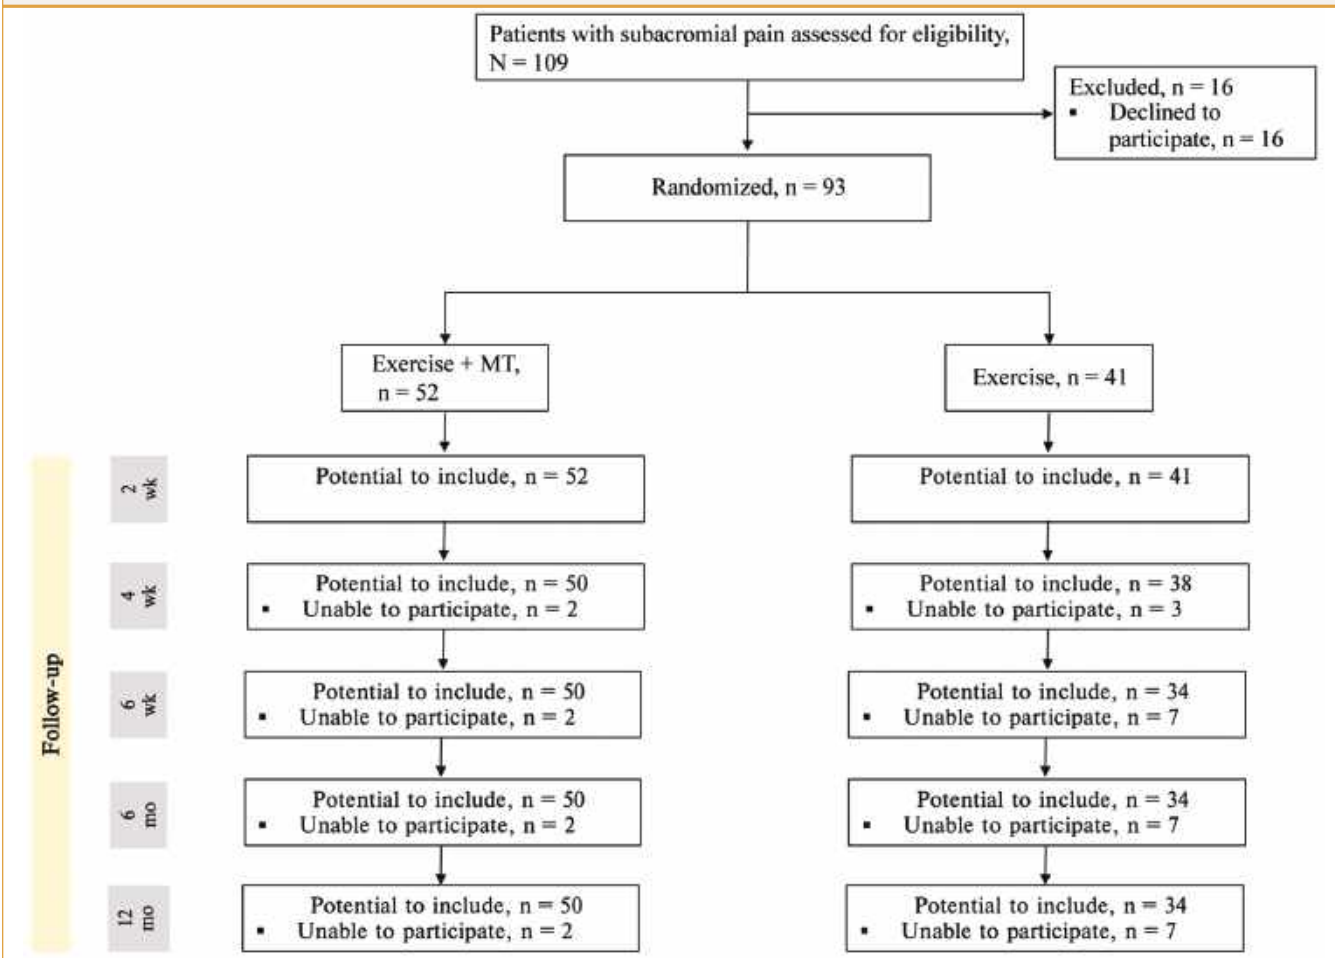 Patients with subacromial pain assessed for eligibility,
N = 109
Excluded, n = 16
▪ Declined to
participate, n = 16
Randomized, n = 93
Exercise + MT,
n = 52
Exercise, n = 41
Follow-up
2
wk
Potential to include, n = 52
Potential to include, n = 41
4
wk
Potential to include, n = 50
▪ Unable to participate, n = 2
Potential to include, n = 38
▪ Unable to participate, n = 3
6
wk
Potential to include, n = 50
▪ Unable to participate, n = 2
Potential to include, n = 34
▪ Unable to participate, n = 7
6
mo
Potential to include, n = 50
▪ Unable to participate, n = 2
Potential to include, n = 34
▪ Unable to participate, n = 7
12
mo
Potential to include, n = 50
▪ Unable to participate, n = 2
Potential to include, n = 34
▪ Unable to participate, n = 7